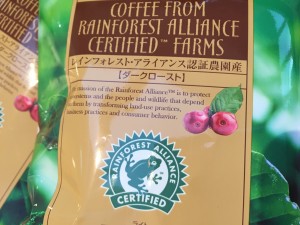 COFFEE FROM
RAINFOREST ALLIANCE
CERTIFIED™ FARMS
レインフォレスト・アライアンス認証農園産
【ダークロースト】
mission of the Rainforest Alliance™ is to protect
ecosystems and the people and wildlife that depend
them by transforming land-use practices,
business practices and consumer behavior.
RAINFOREST ALLIANCE
CERTIFIED